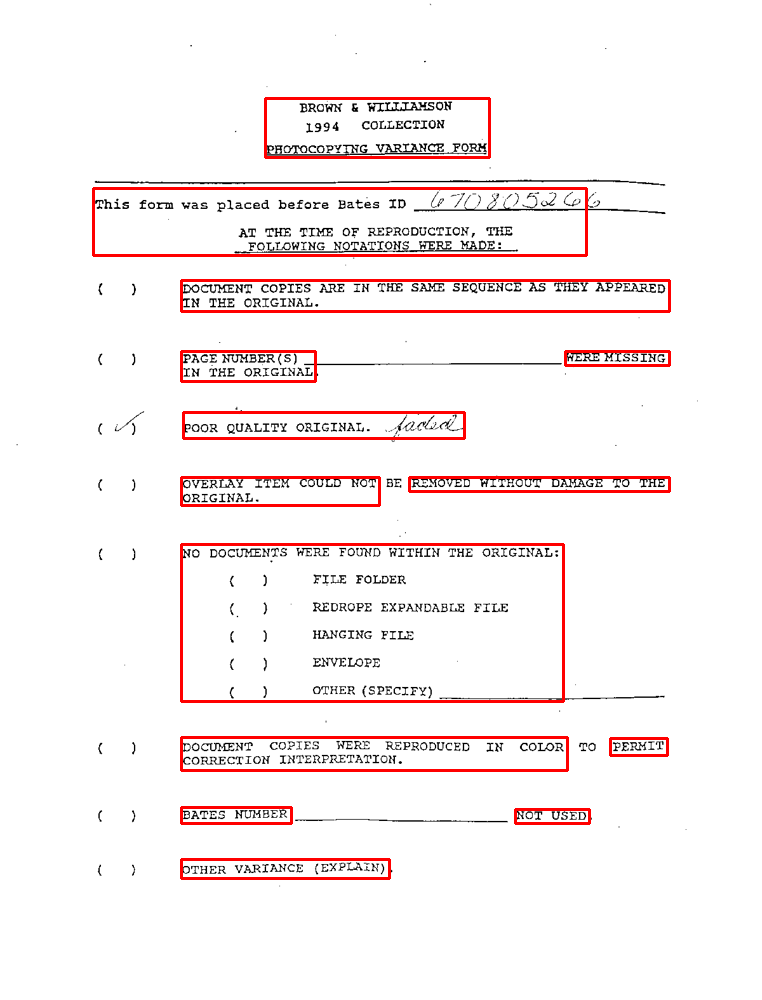 BROWN & WILLIAMSON
1994 COLLECTION
PHOTOCOPYING VARIANCE FORM
This form was placed before Bates ID 670805266
AT THE TIME OF REPRODUCTION, THE
FOLLOWING NOTATIONS WERE MADE:
( ) DOCUMENT COPIES ARE IN THE SAME SEQUENCE AS THEY APPEARED
IN THE ORIGINAL.
( ) PAGE NUMBER(S) ____ WERE MISSING
IN THE ORIGINAL.
(✓) POOR QUALITY ORIGINAL. faded
( ) OVERLAY ITEM COULD NOT BE REMOVED WITHOUT DAMAGE TO THE
ORIGINAL.
( ) NO DOCUMENTS WERE FOUND WITHIN THE ORIGINAL:
( ) FILE FOLDER
( ) REDROPE EXPANDABLE FILE
( ) HANGING FILE
( ) ENVELOPE
( ) OTHER (SPECIFY) ____
( ) DOCUMENT COPIES WERE REPRODUCED IN COLOR TO PERMIT
CORRECTION INTERPRETATION.
( ) BATES NUMBER ____ NOT USED.
( ) OTHER VARIANCE (EXPLAIN).